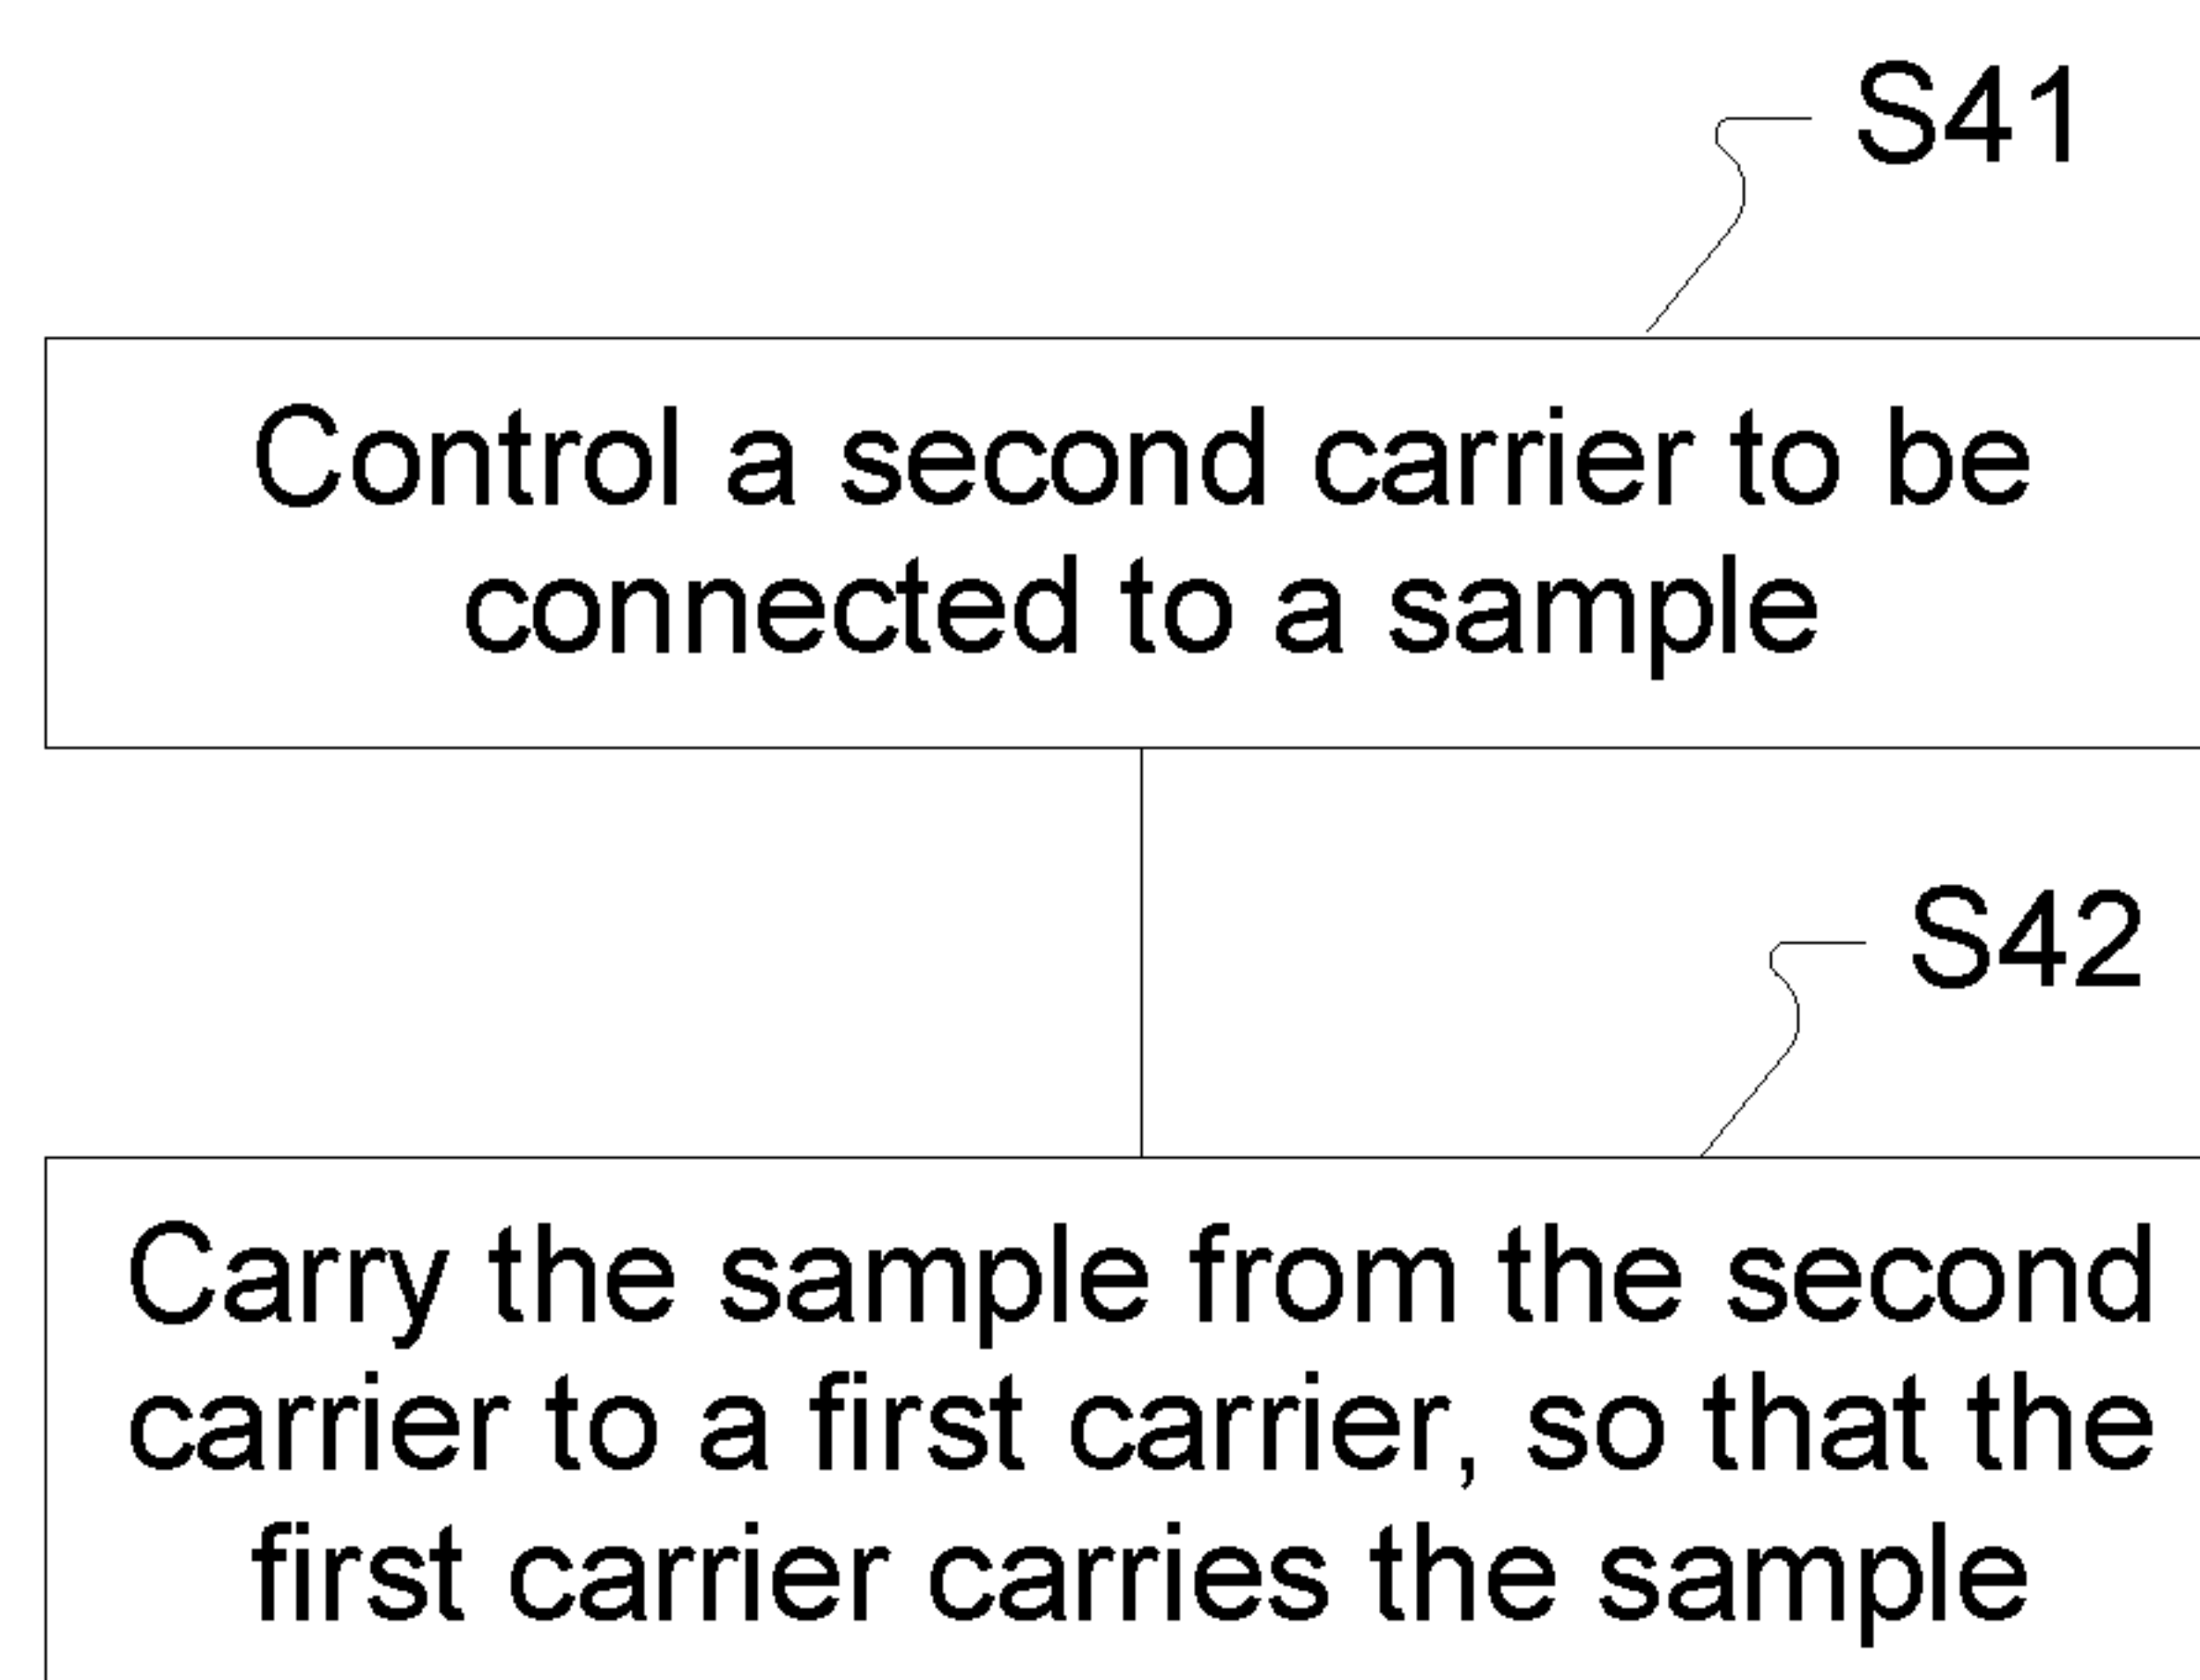 S41
Control a second carrier to be
connected to a sample
S42
Carry the sample from the second
carrier to a first carrier, so that the
first carrier carries the sample